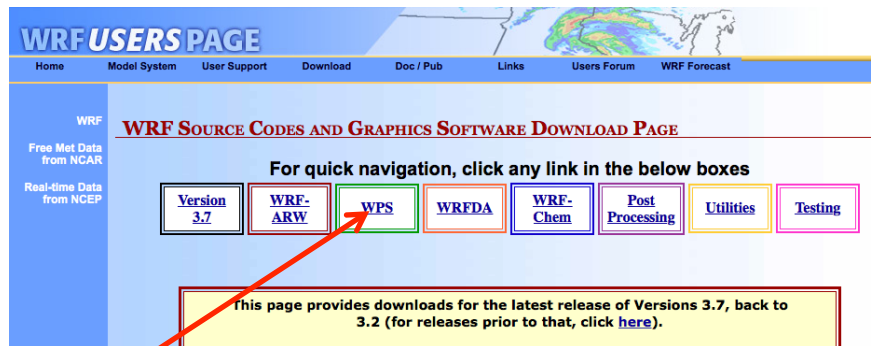 WRF USERS PAGE
Home Model System User Support Download Doc / Pub Links Users Forum WRF Forecast
WRF
Free Met Data
from NCAR
Real-time Data
from NCEP
WRF Source Codes and Graphics Software Download Page
For quick navigation, click any link in the below boxes
Version
3.7
WRF-
ARW
WPS
WRFDA
WRF-
Chem
Post
Processing
Utilities
Testing
This page provides downloads for the latest release of Versions 3.7, back to
3.2 (for releases prior to that, click here).